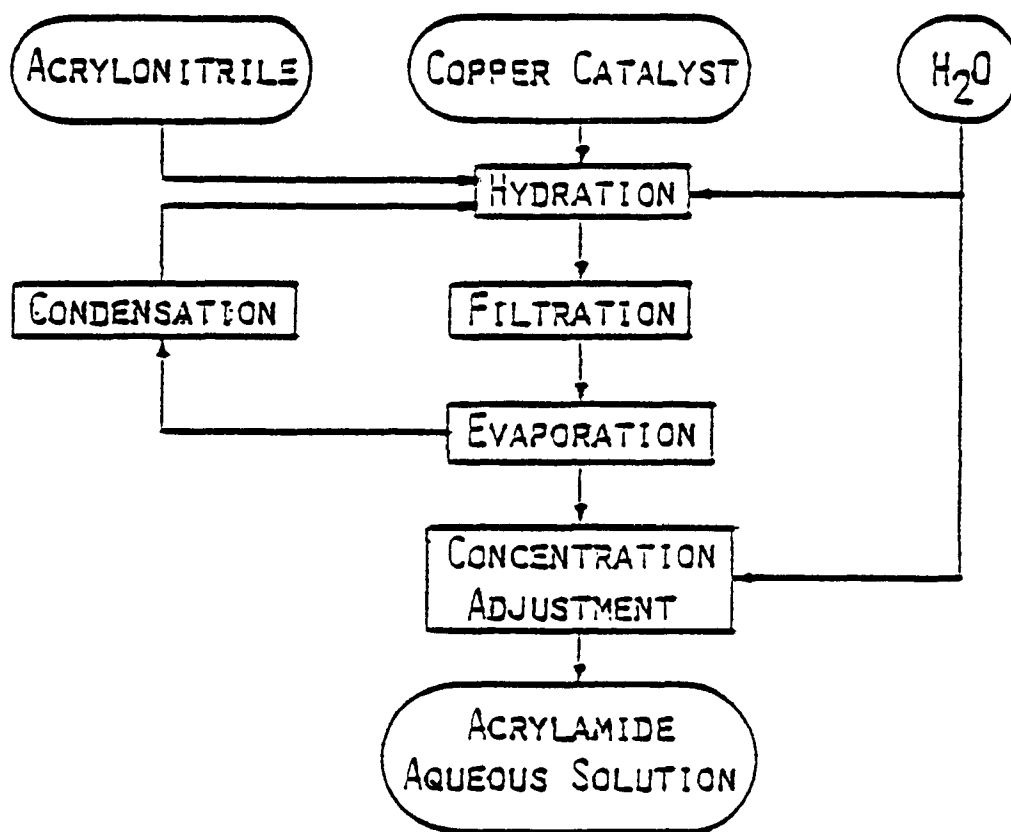 ACRYLONITRILE
COPPER CATALYST
H₂O
HYDRATION
CONDENSATION
FILTRATION
EVAPORATION
CONCENTRATION
ADJUSTMENT
ACRYLAMIDE
AQUEOUS SOLUTION